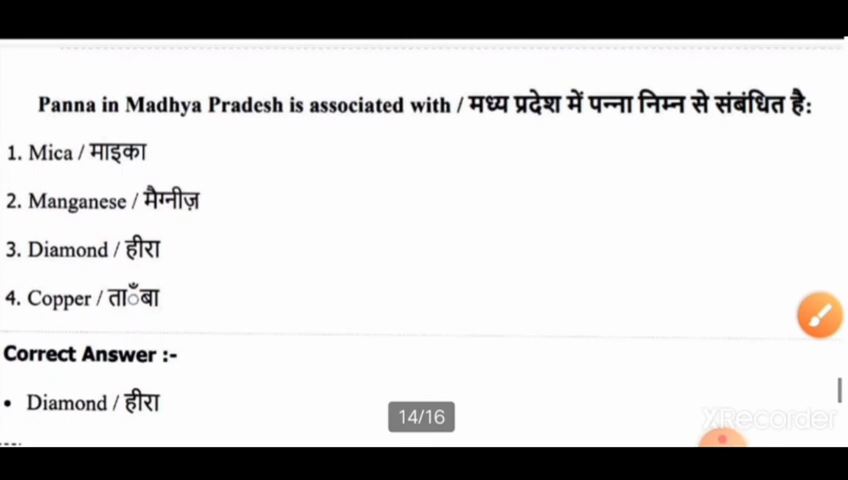 Panna in Madhya Pradesh is associated with / मध्य प्रदेश में पन्ना निम्न से संबंधित है:
1. Mica / माइका
2. Manganese / मैग्नीज़
3. Diamond / हीरा
4. Copper / ताँबा
Correct Answer :-
• Diamond / हीरा
14/16
XRecorder